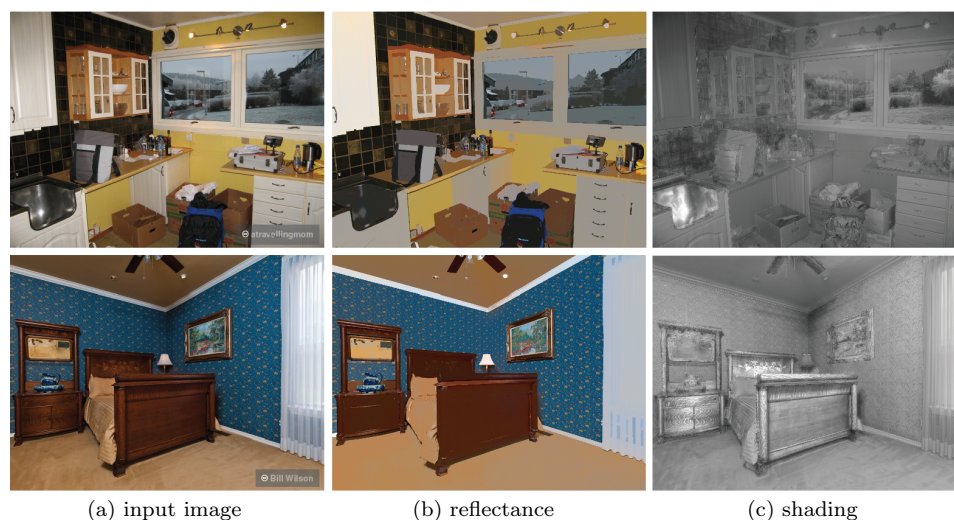 atravellingmom
Bill Wilson
(a) input image
(b) reflectance
(c) shading